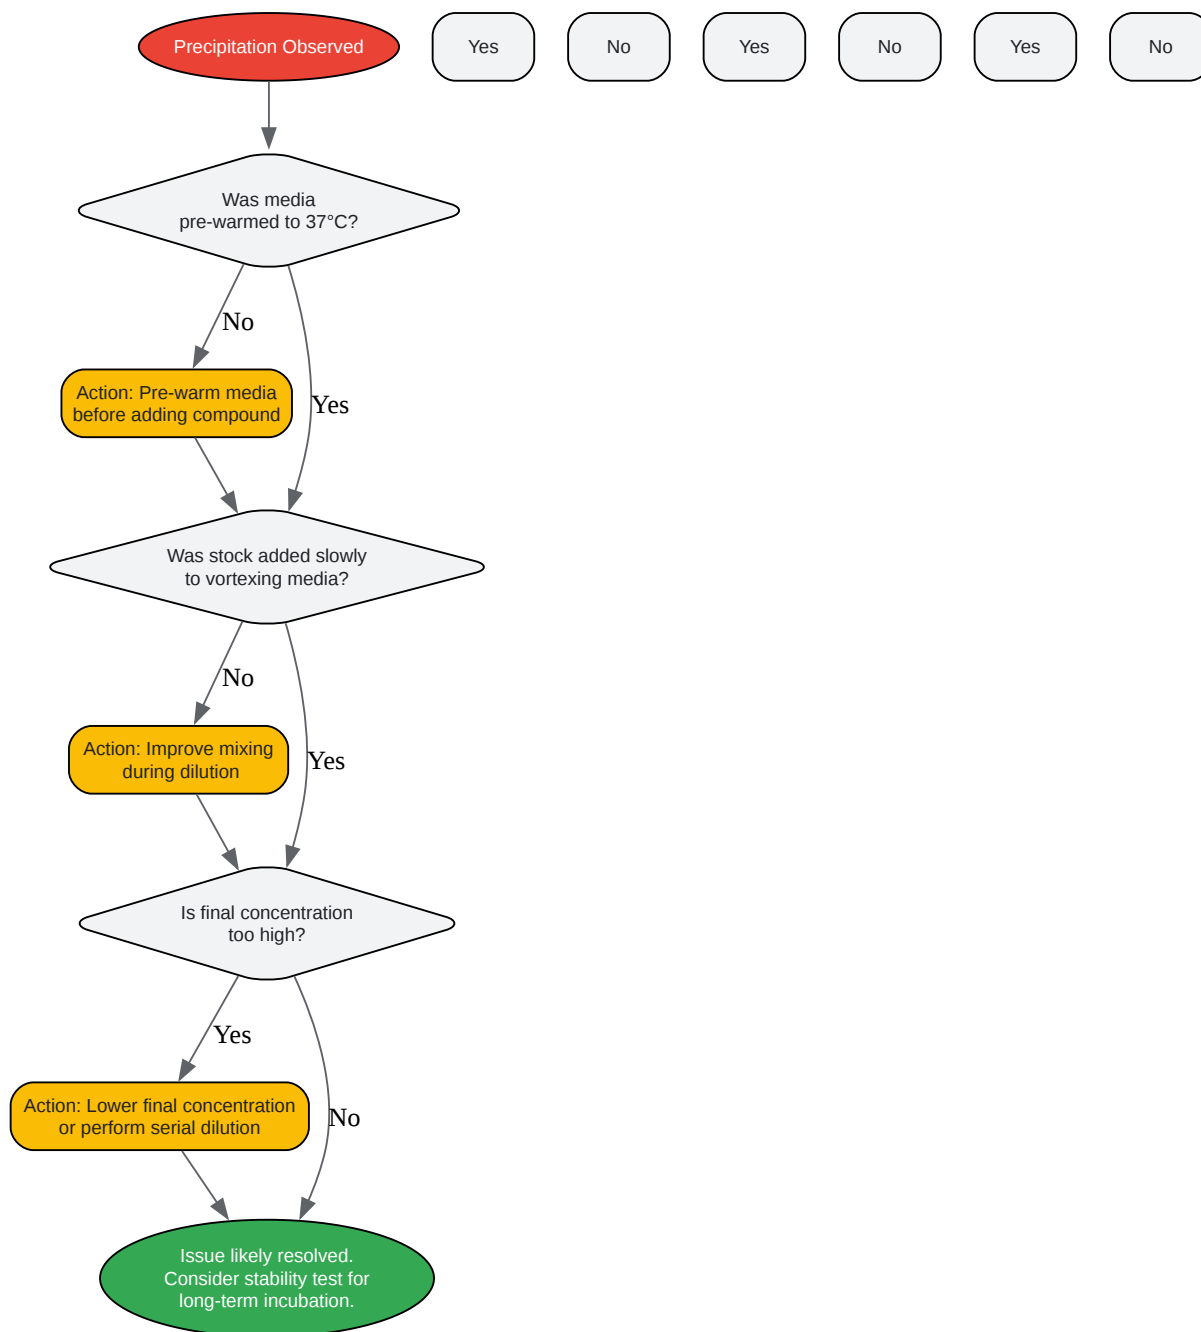 Precipitation Observed
Yes
No
Yes
No
Yes
No
Was media
pre-warmed to 37°C?
No
Yes
Action: Pre-warm media
before adding compound
Was stock added slowly
to vortexing media?
No
Yes
Action: Improve mixing
during dilution
Is final concentration
too high?
Yes
No
Action: Lower final concentration
or perform serial dilution
Issue likely resolved.
Consider stability test for
long-term incubation.